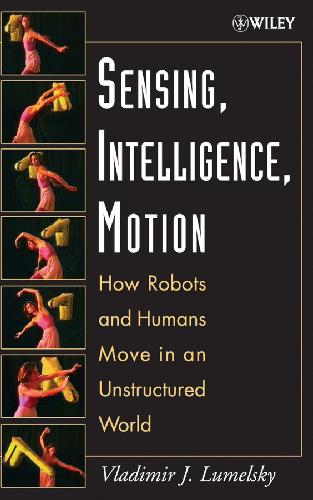 WILEY
SENSING,
INTELLIGENCE,
MOTION
How Robots
and Humans
Move in an
Unstructured
World
Vladimir J. Lumelsky